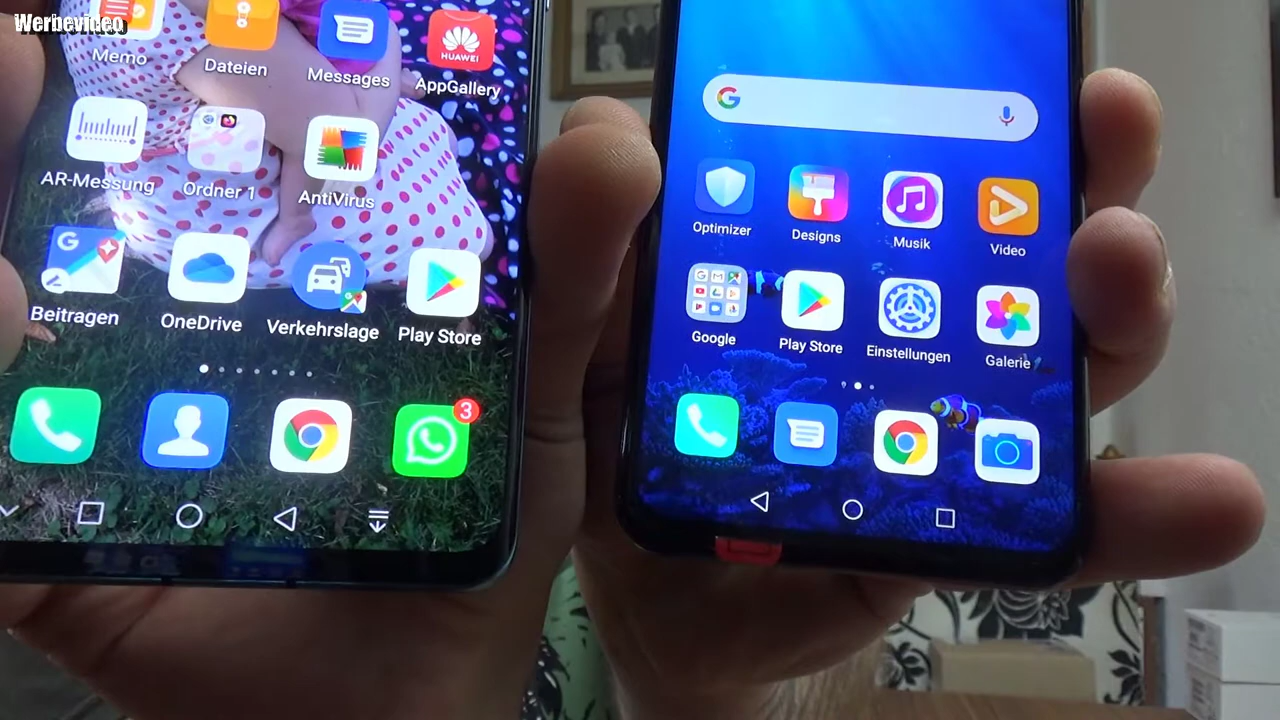 Werbevideo
Memo
Dateien
Messages
HUAWEI
AppGallery
AR-Messung
Ordner 1
AntiVirus
G
Beitragen
OneDrive
Verkehrslage
Play Store
3
G
Optimizer
Designs
Musik
Video
Google
Play Store
Einstellungen
Galerie